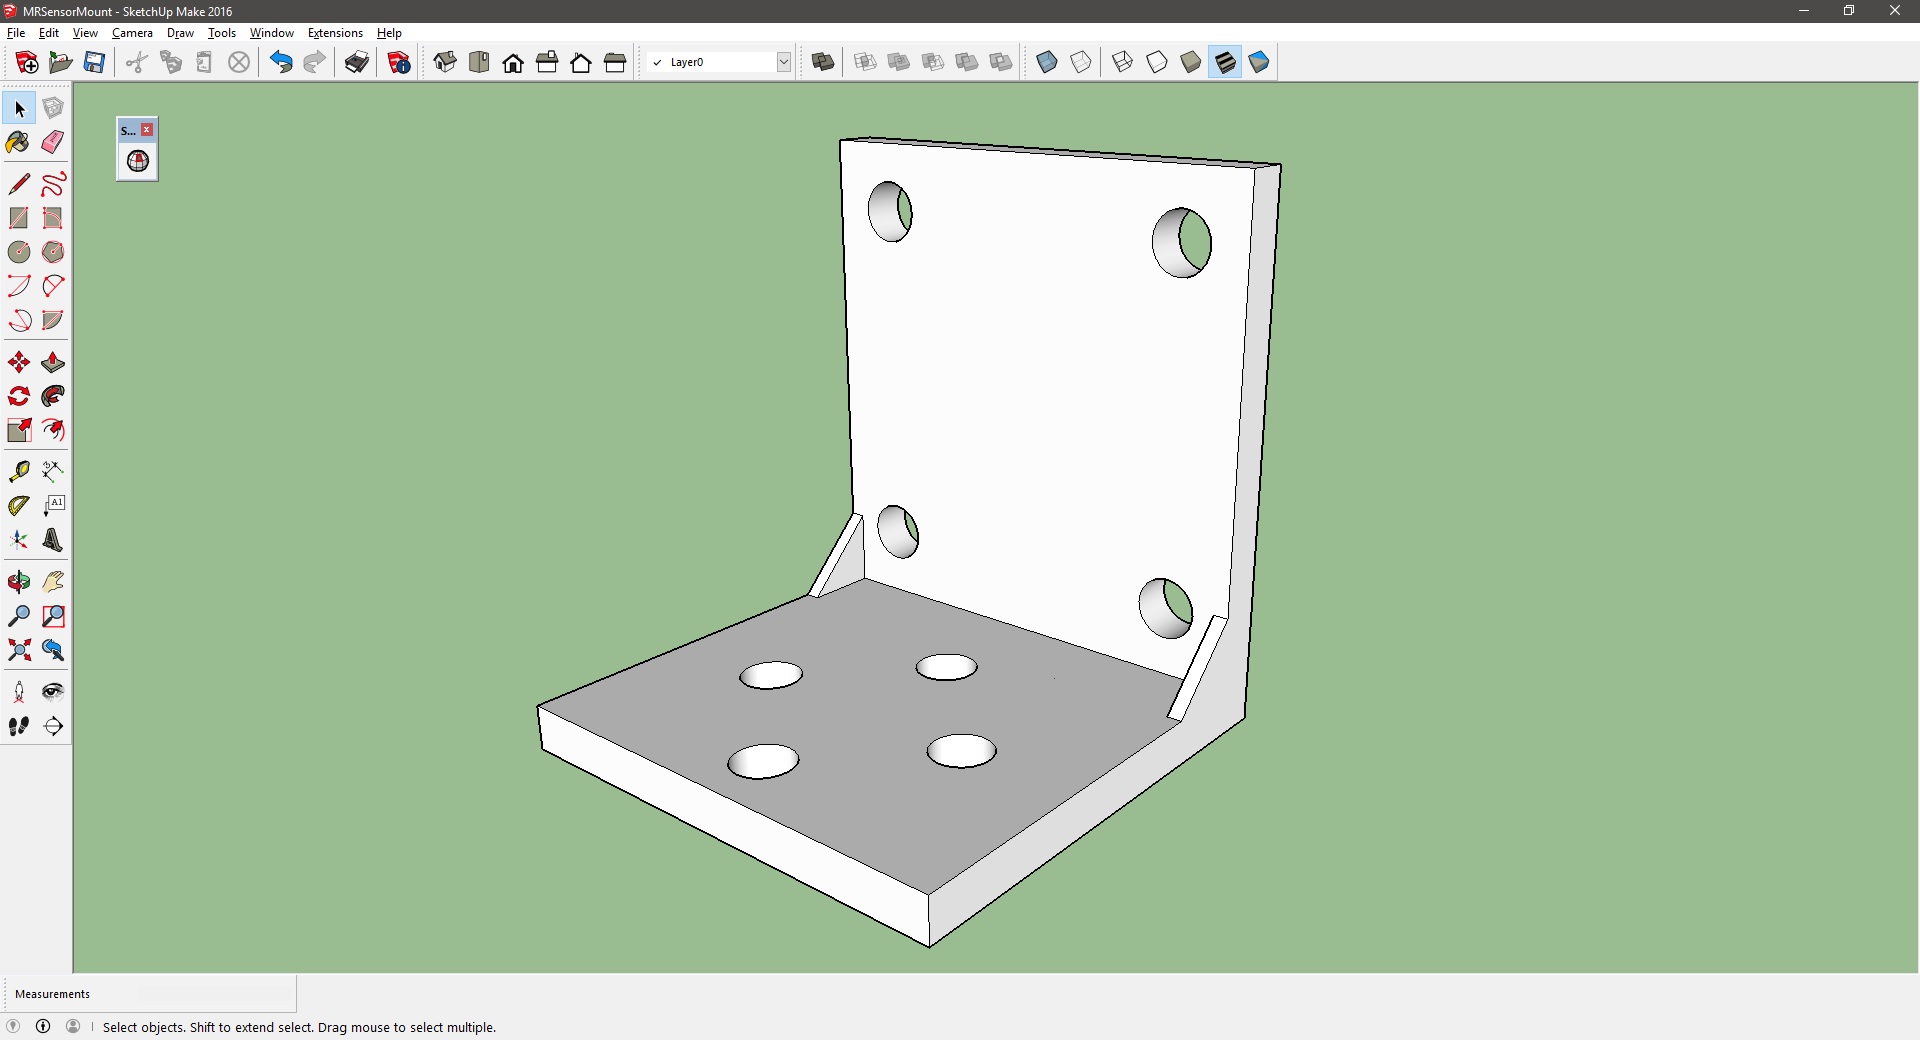 MRSensorMount - SketchUp Make 2016
File Edit View Camera Draw Tools Window Extensions Help
Layer0
S...
A1
Measurements
Select objects. Shift to extend select. Drag mouse to select multiple.